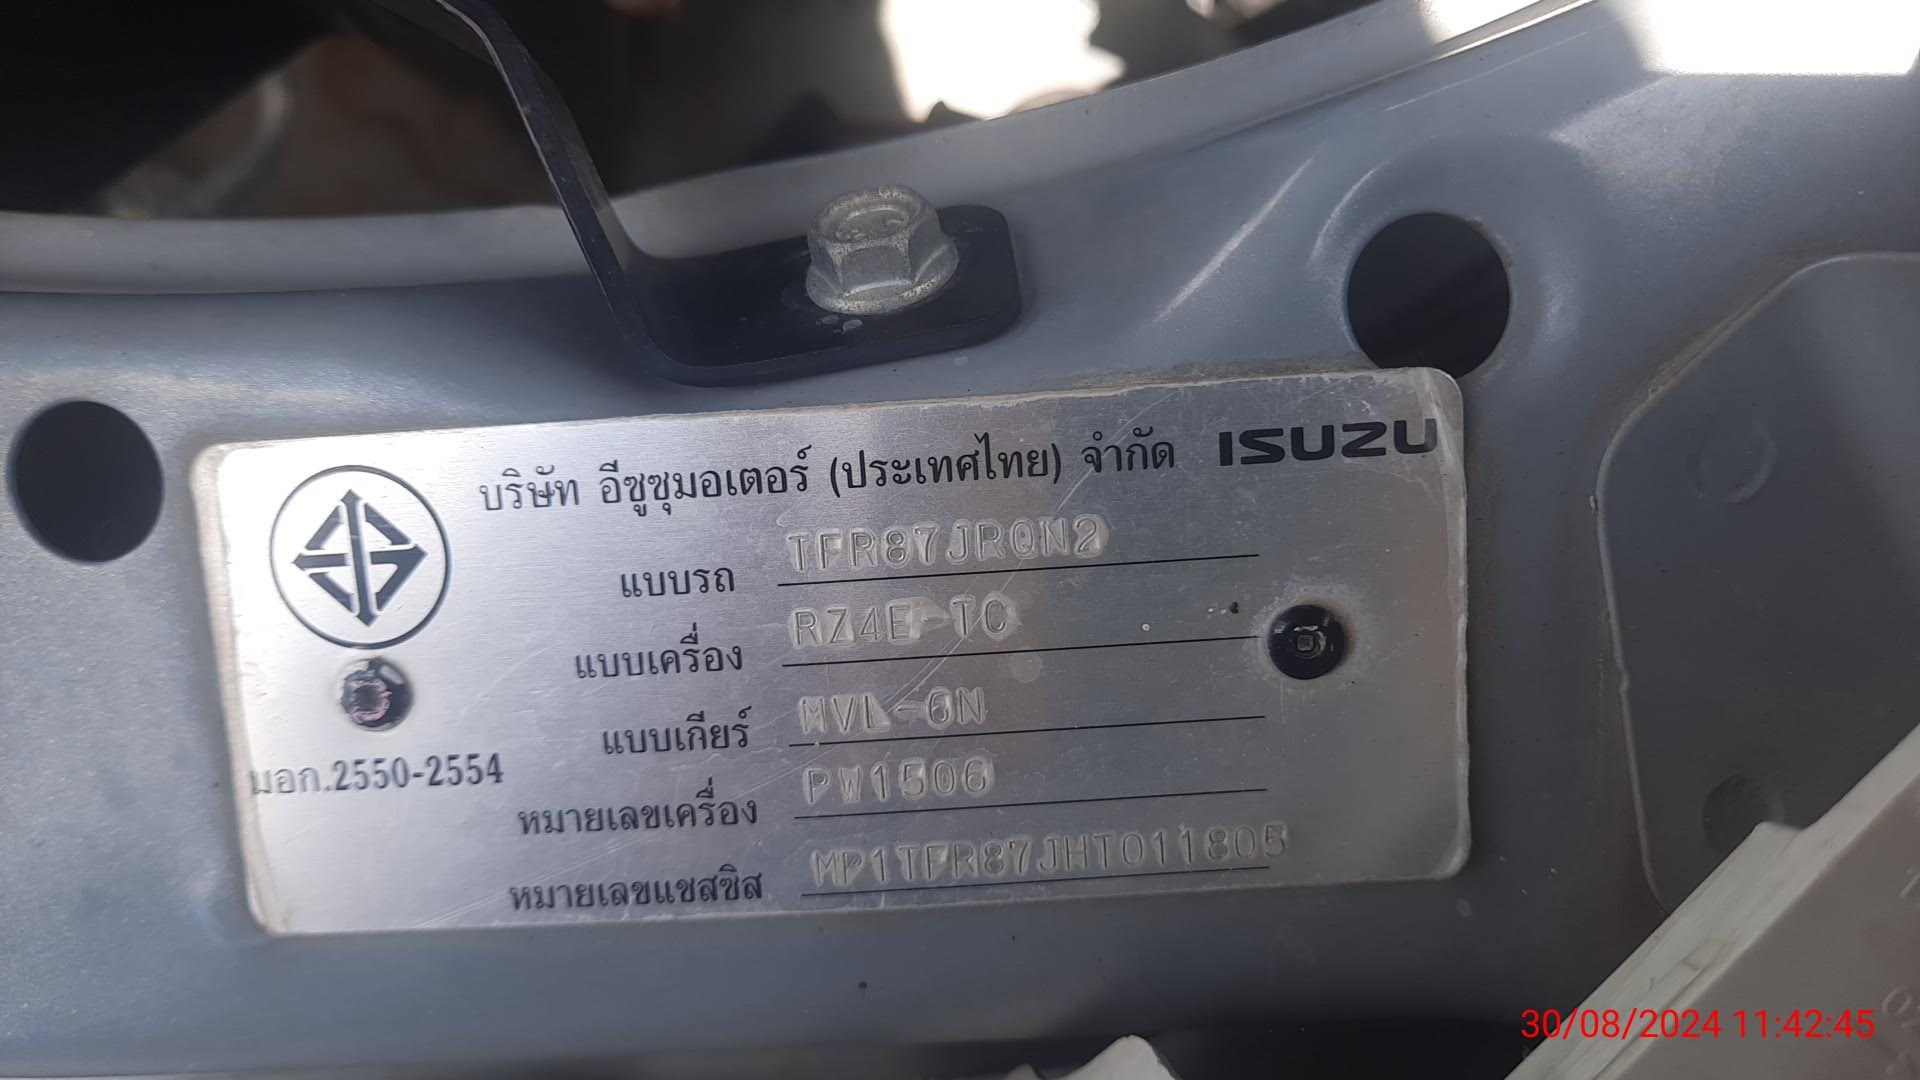 บริษัท อีซูซุมอเตอร์ (ประเทศไทย) จำกัด ISUZU
แบบรถ TFR87JRQN2
แบบเครื่อง RZ4E-TC
แบบเกียร์ MVL-6N
มอก.2550-2554
หมายเลขเครื่อง PW1506
หมายเลขแชสซิส MP1TFR87JHT011805
30/08/2024 11:42:45